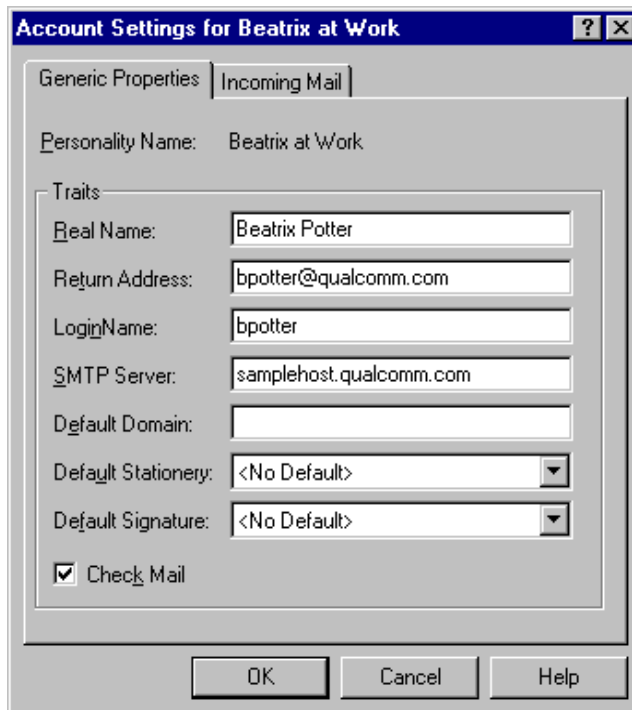 Account Settings for Beatrix at Work
Generic Properties Incoming Mail
Personality Name: Beatrix at Work
Traits
Real Name: Beatrix Potter
Return Address: bpotter@qualcomm.com
LoginName: bpotter
SMTP Server: samplehost.qualcomm.com
Default Domain:
Default Stationery: <No Default>
Default Signature: <No Default>
Check Mail
OK Cancel Help